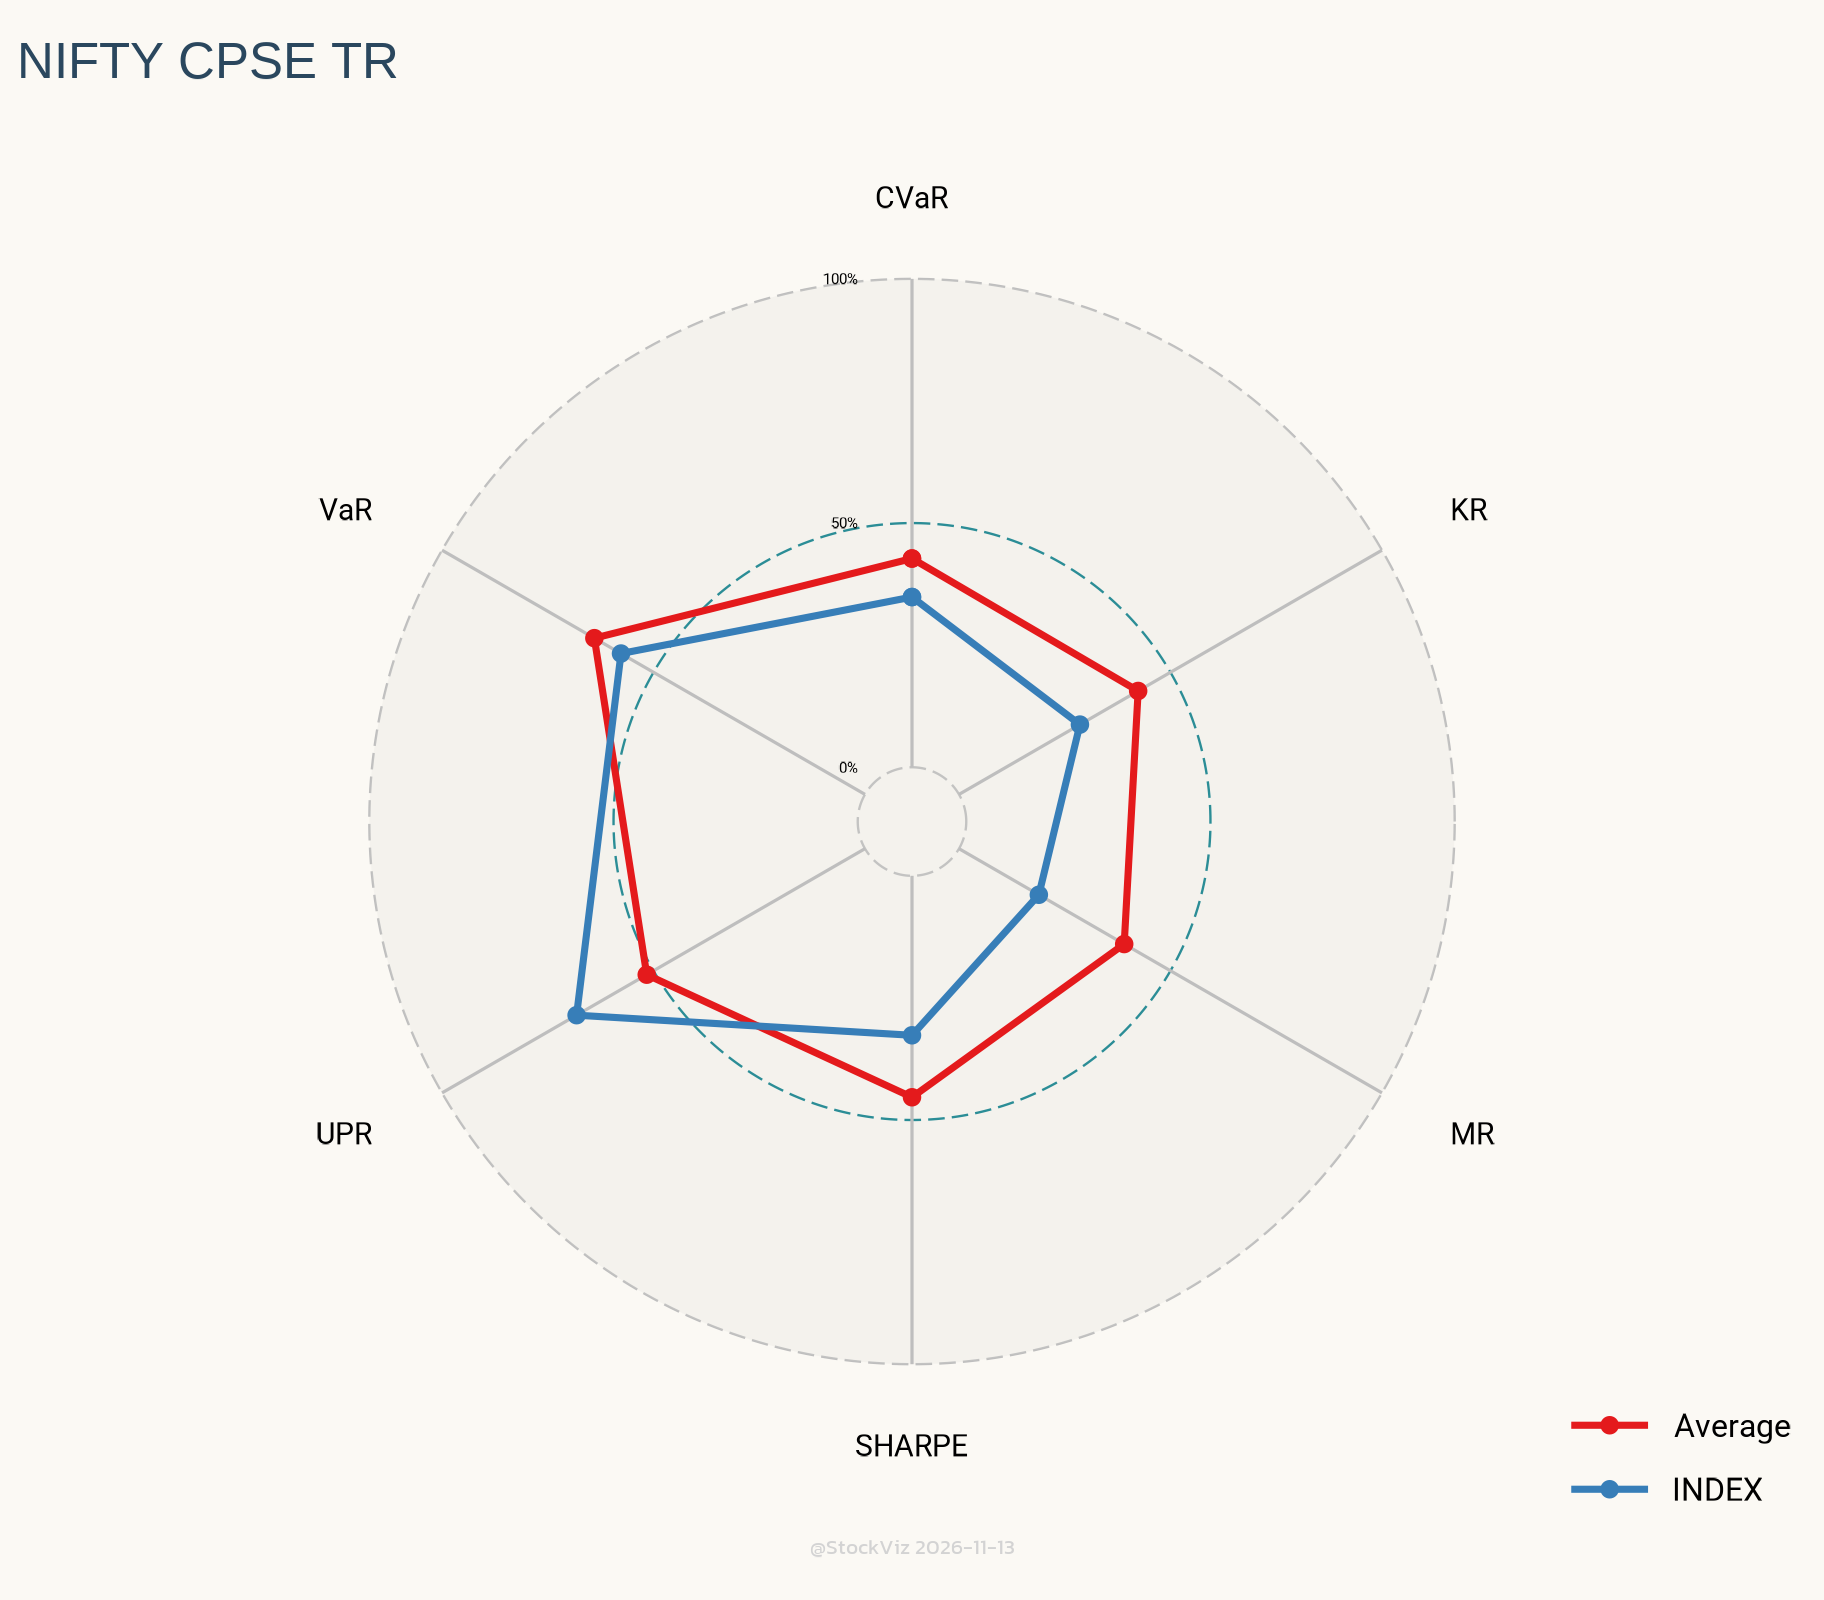 NIFTY CPSE TR
CVaR
100%
VaR
KR
50%
0%
UPR
MR
SHARPE
Average
INDEX
@StockViz 2026-11-13